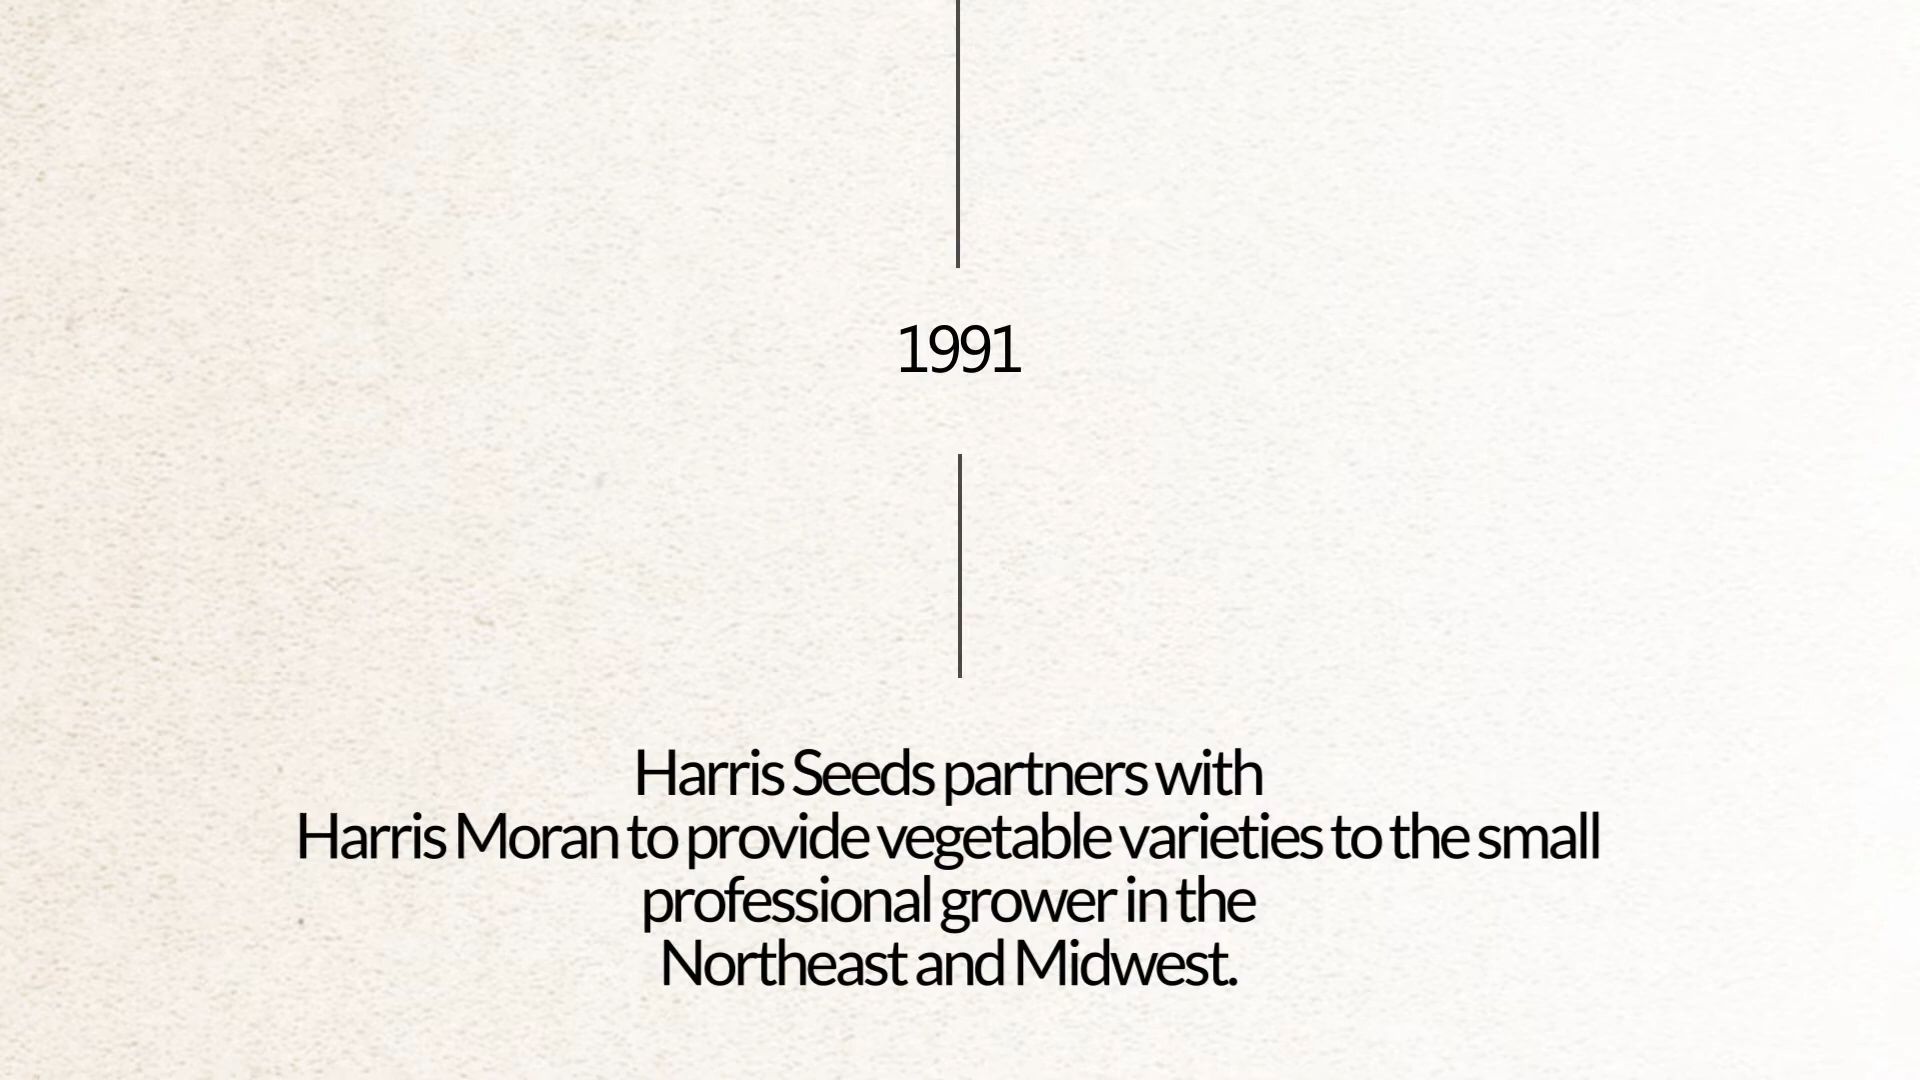 1991
Harris Seeds partners with
Harris Moran to provide vegetable varieties to the small
professional grower in the
Northeast and Midwest.